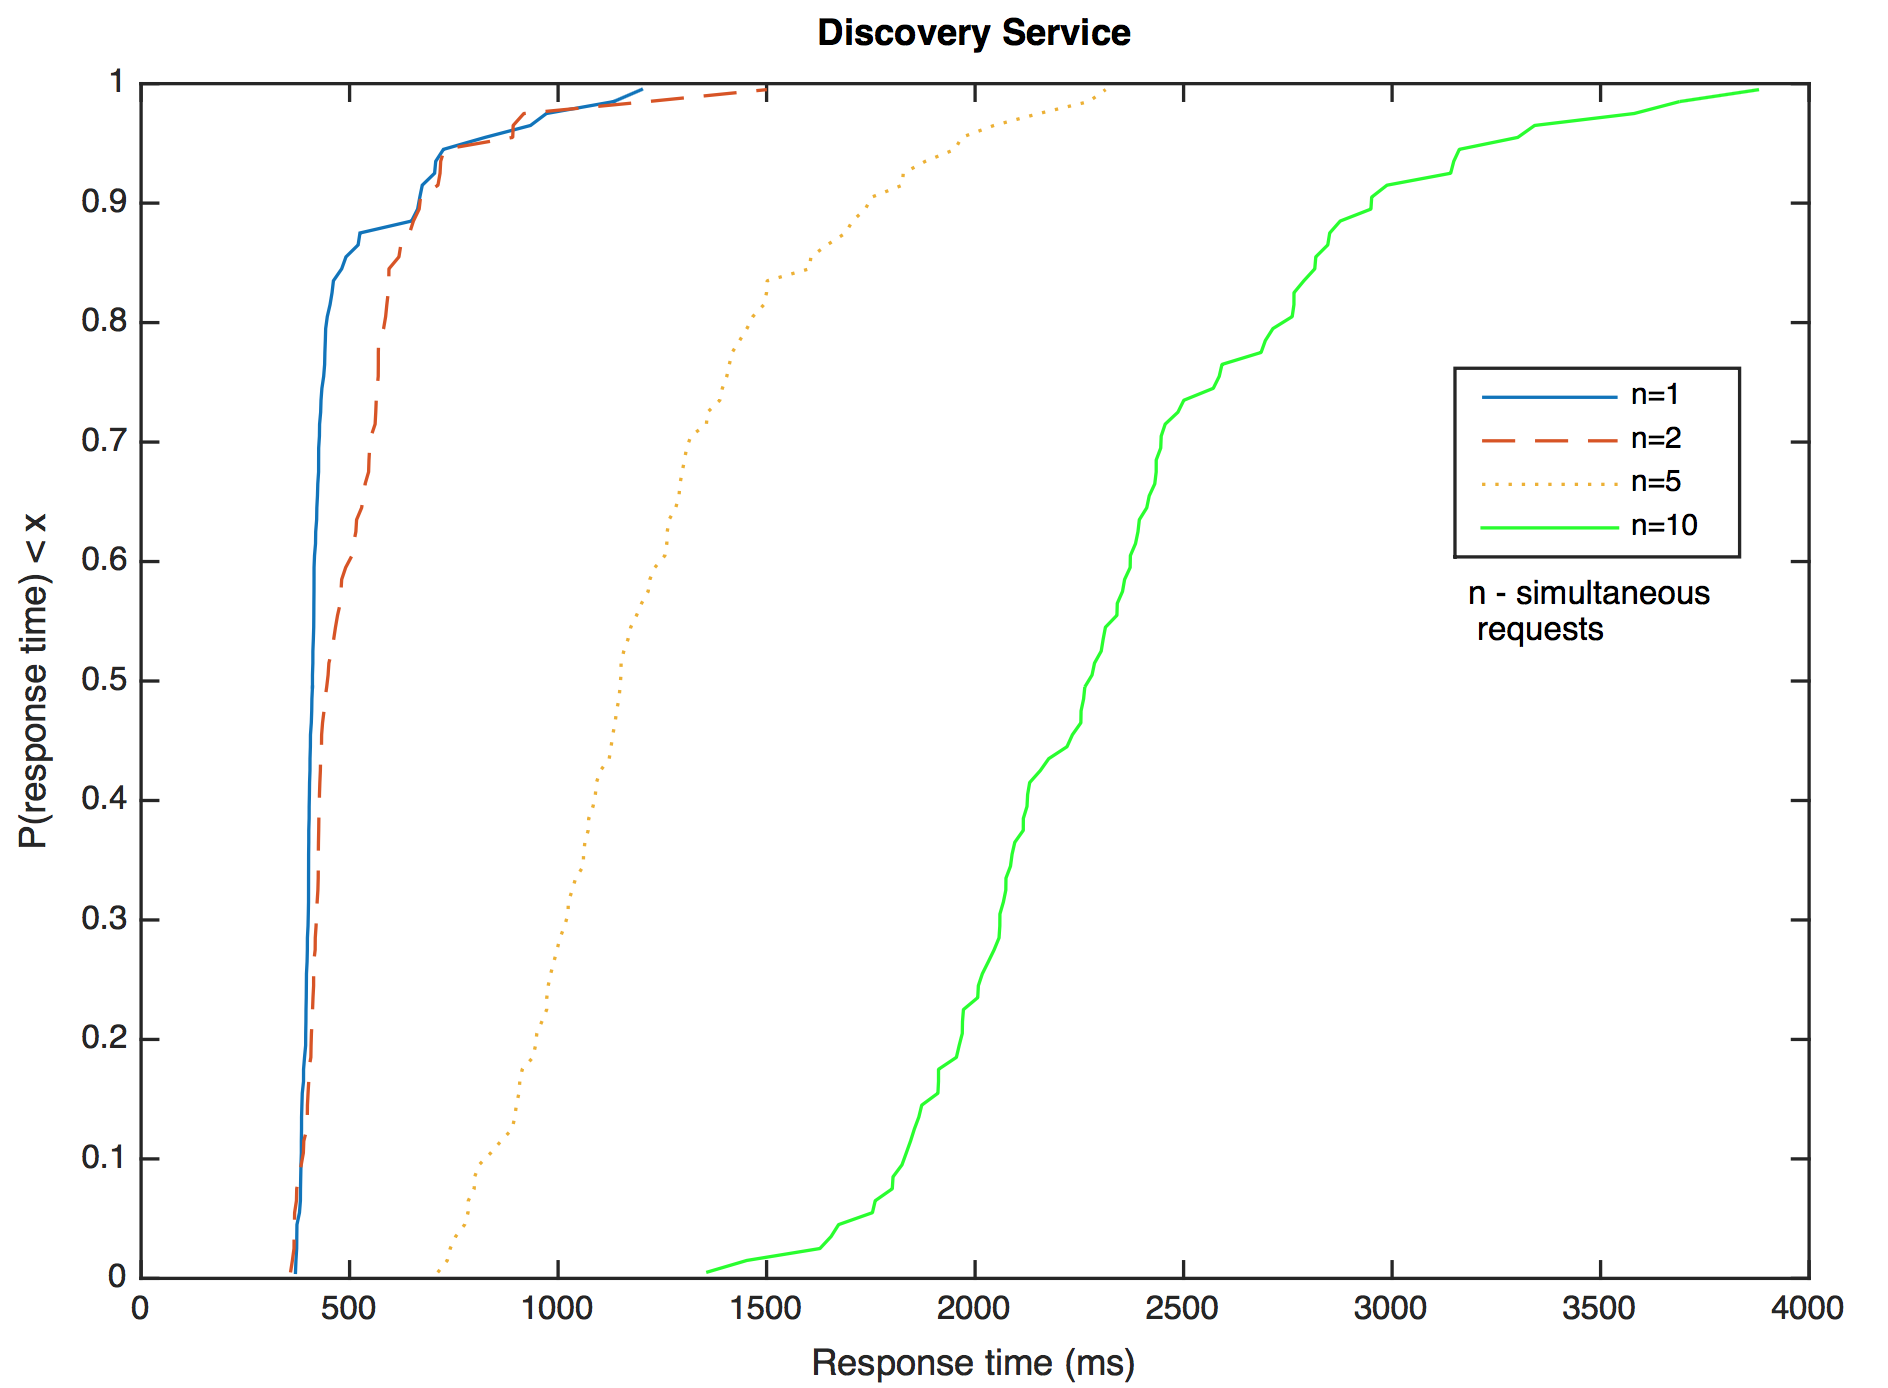 Discovery Service
1
0.9
0.8
0.7
0.6
0.5
0.4
0.3
0.2
0.1
0
P(response time) < x
n=1
n=2
n=5
n=10
n - simultaneous
requests
0 500 1000 1500 2000 2500 3000 3500 4000
Response time (ms)